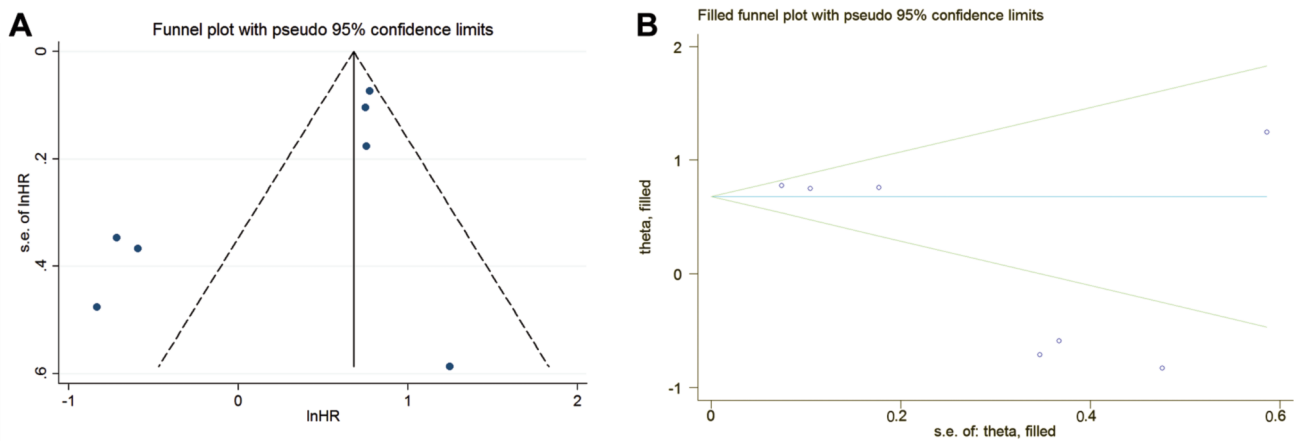 A
Funnel plot with pseudo 95% confidence limits
0
.2
.4
.6
s.e. of lnHR
-1 0 1 2
lnHR
B
Filled funnel plot with pseudo 95% confidence limits
2
1
0
-1
theta, filled
0 0.2 0.4 0.6
s.e. of: theta, filled